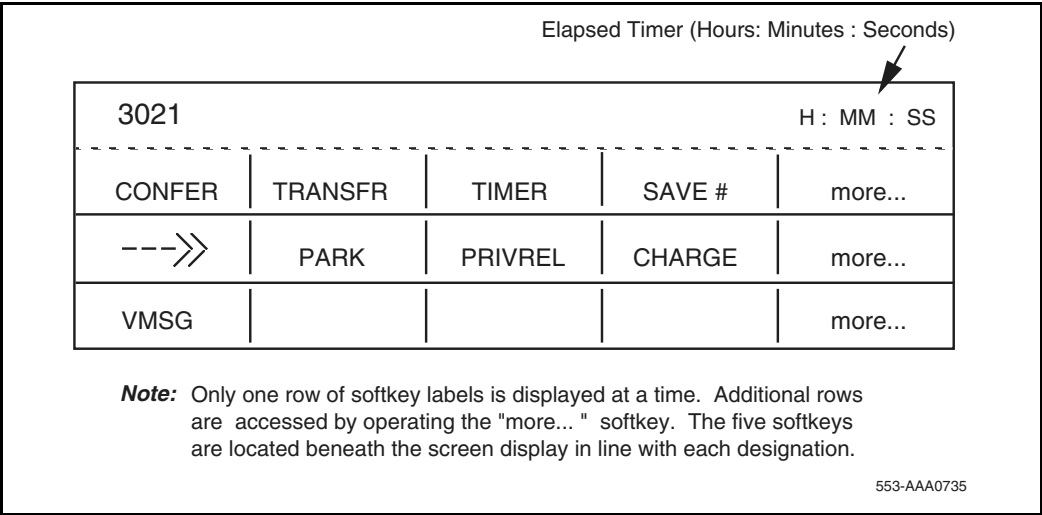 Elapsed Timer (Hours: Minutes : Seconds)
3021 H : MM : SS
CONFER TRANSFR TIMER SAVE # more...
--->> PARK PRIVREL CHARGE more...
VMSG more...
Note: Only one row of softkey labels is displayed at a time. Additional rows
are accessed by operating the "more... " softkey. The five softkeys
are located beneath the screen display in line with each designation.
553-AAA0735